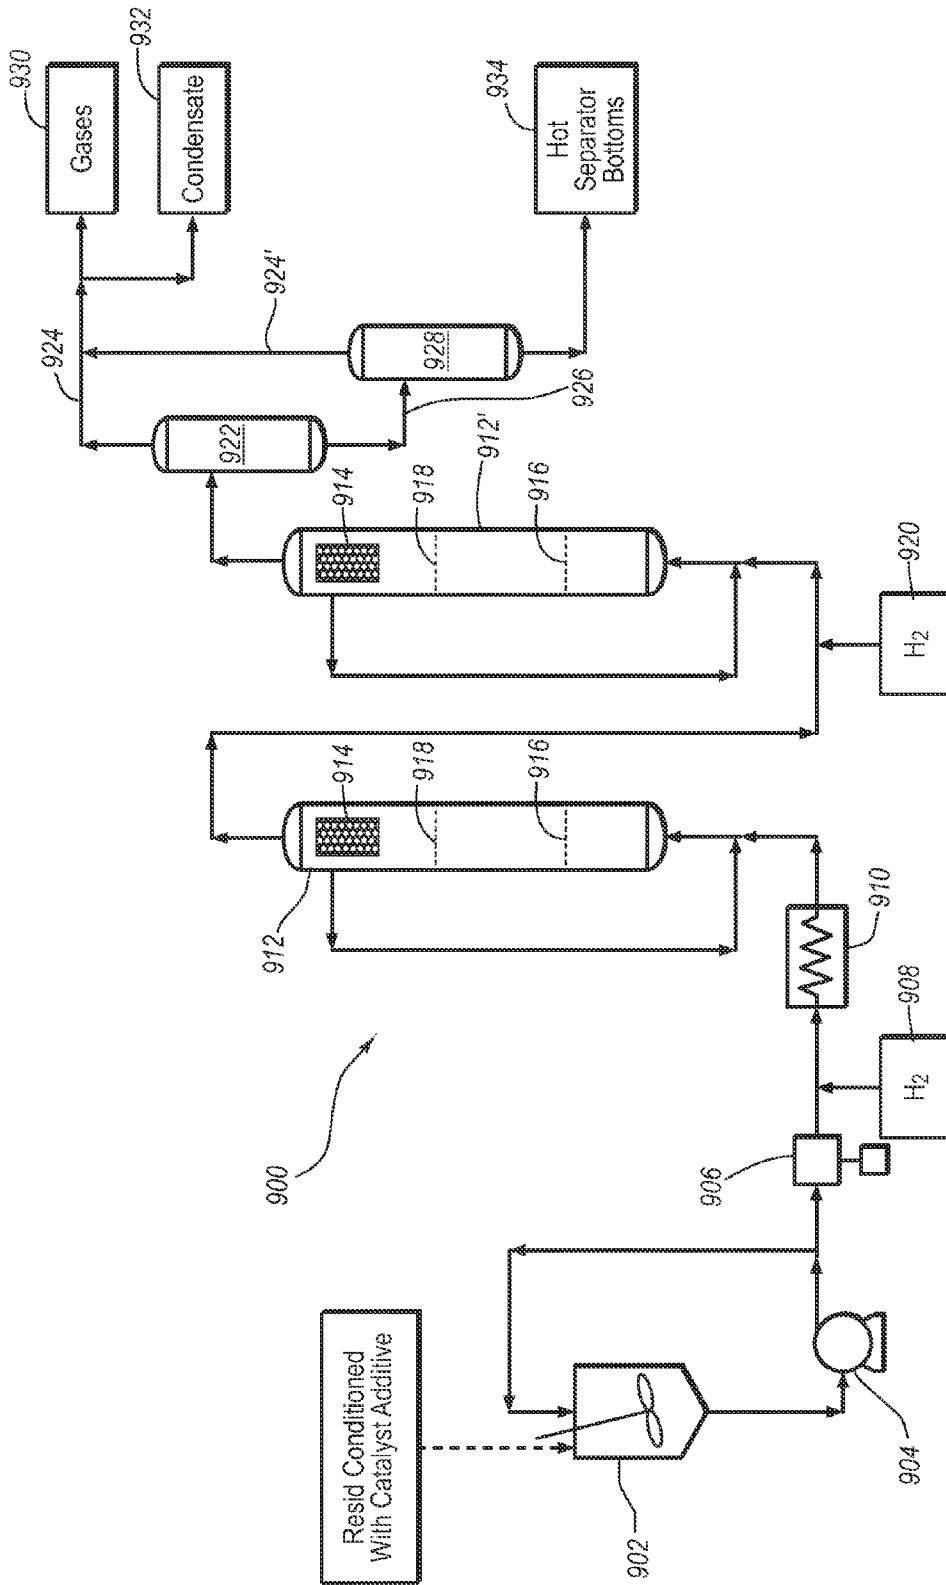 Resid Conditioned
With Catalyst Additive
902
904
900
906
H2
908
910
912
914
918
916
H2
920
914
918
916
912'
922
926
928
924
924'
Gases
930
Condensate
932
Hot
Separator
Bottoms
934